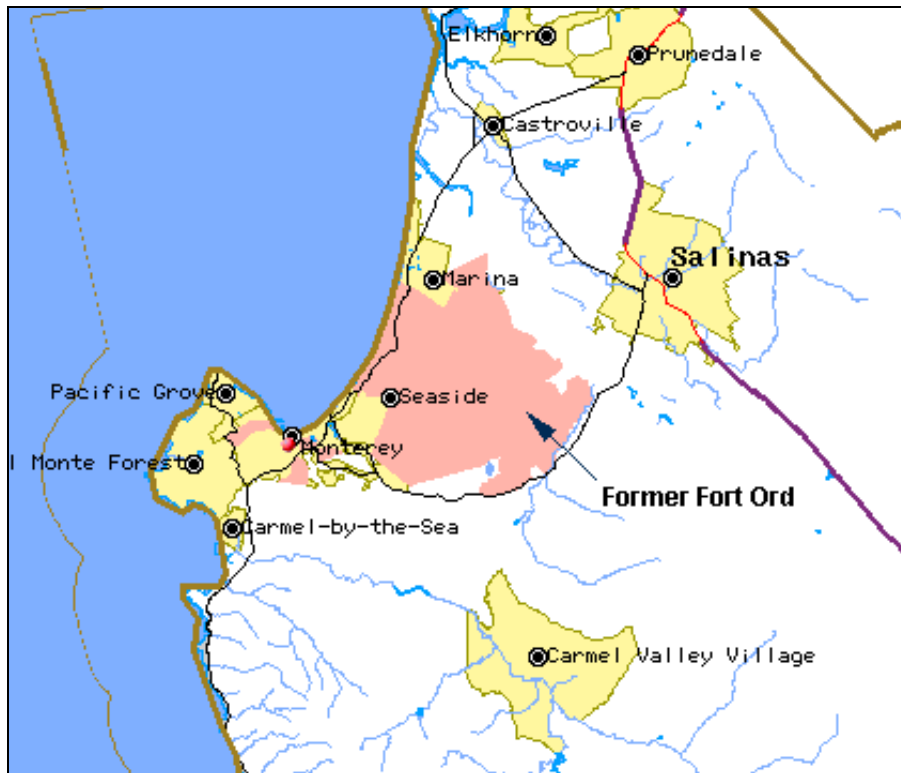 Elkhorn
Prunedale
Castroville
Salinas
Marina
Pacific Grove
Seaside
Monterey
l Monte Forest
Former Fort Ord
Carmel-by-the-Sea
Carmel Valley Village